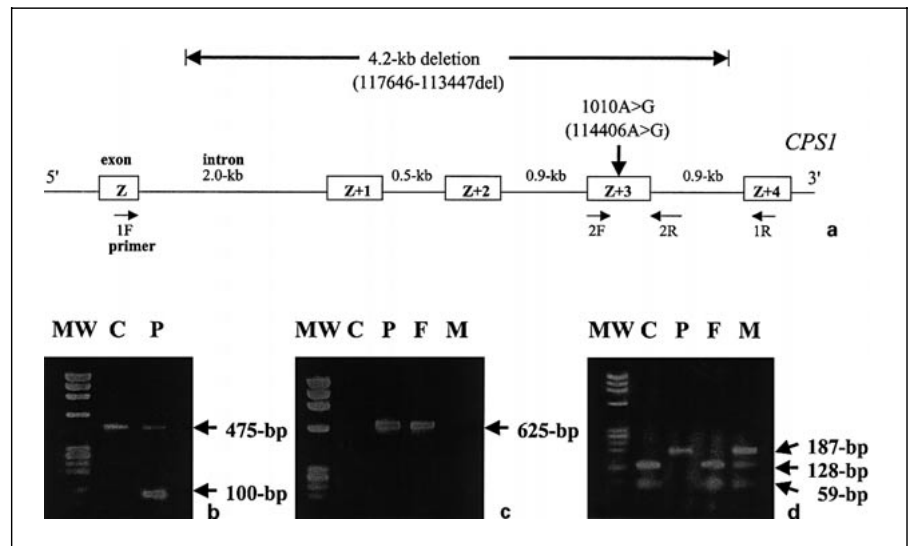 4.2-kb deletion
(117646-113447del)
1010A>G
(114406A>G)
CPS1
exon
intron
5'
2.0-kb
0.5-kb
0.9-kb
0.9-kb
3'
Z
Z+1
Z+2
Z+3
Z+4
1F
2F
2R
1R
primer
a
MW C P
475-bp
100-bp
b
MW C P F M
625-bp
c
MW C P F M
187-bp
128-bp
59-bp
d